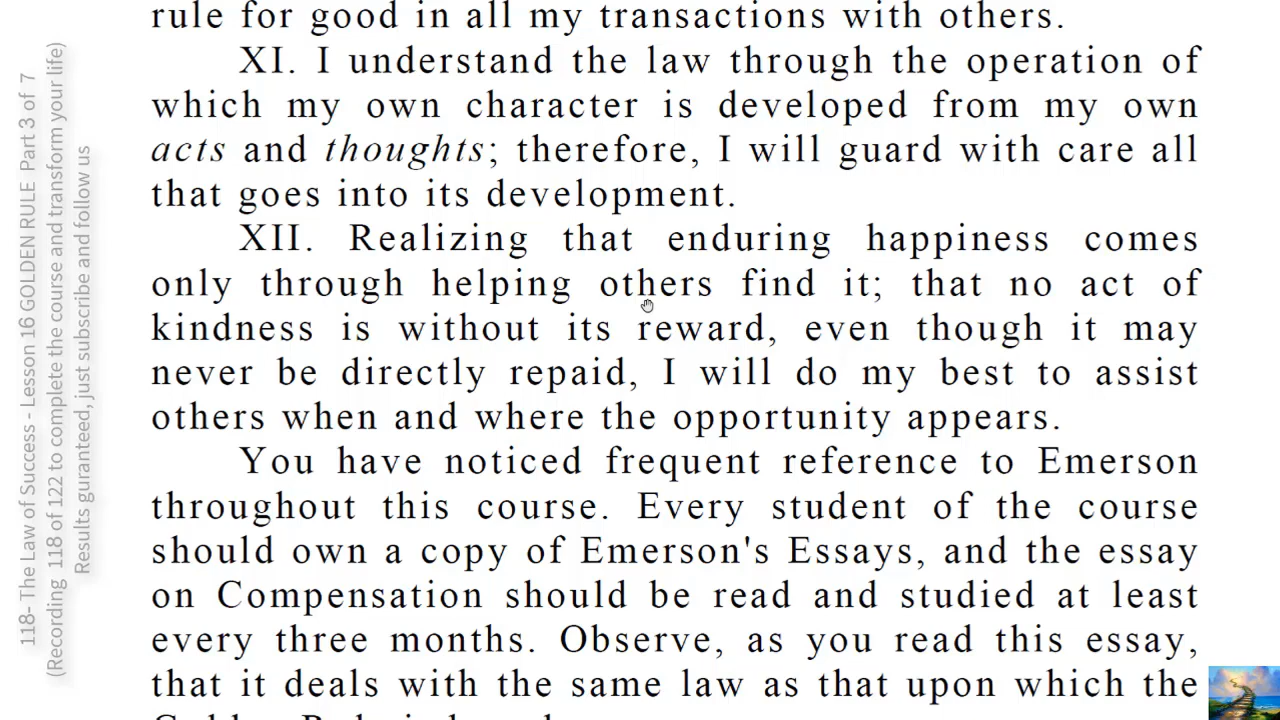 rule for good in all my transactions with others.
XI. I understand the law through the operation of
which my own character is developed from my own
acts and thoughts; therefore, I will guard with care all
that goes into its development.
XII. Realizing that enduring happiness comes
only through helping others find it; that no act of
kindness is without its reward, even though it may
never be directly repaid, I will do my best to assist
others when and where the opportunity appears.
You have noticed frequent reference to Emerson
throughout this course. Every student of the course
should own a copy of Emerson's Essays, and the essay
on Compensation should be read and studied at least
every three months. Observe, as you read this essay,
that it deals with the same law as that upon which the
118- The Law of Success - Lesson 16 GOLDEN RULE Part 3 of 7
(Recording 118 of 122 to complete the course and transform your life)
Results guranteed, just subscribe and follow us